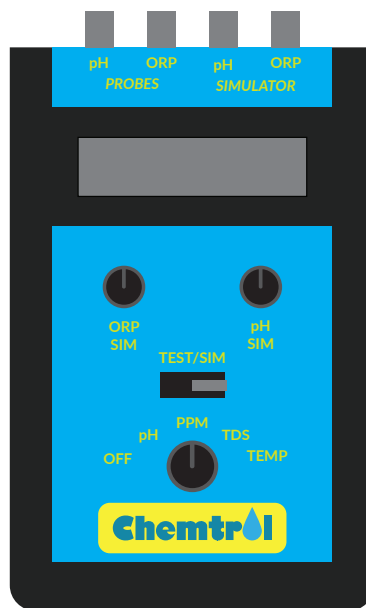 pH ORP pH ORP
PROBES SIMULATOR
ORP SIM
pH SIM
TEST/SIM
PPM
pH TDS
OFF TEMP
Chemtrol